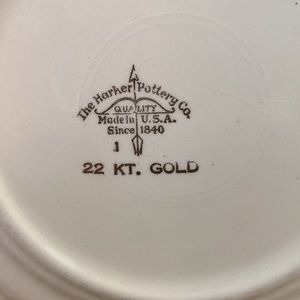 The Harker Pottery Co.
QUALITY
Made in U.S.A.
Since 1840
1
22 KT. GOLD